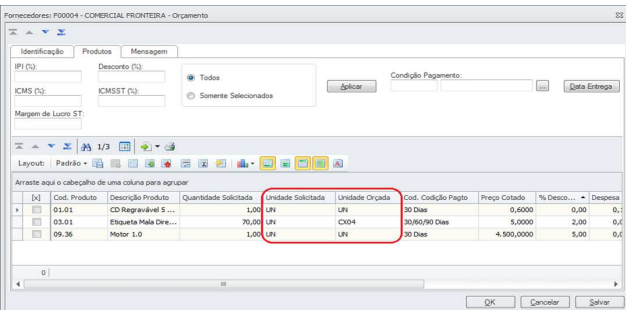 Fornecedores: F00004 - COMERCIAL FRONTEIRA - Orçamento
Identificação Produtos Mensagem
IPI (%): Desconto (%):
Todos
Condição Pagamento:
Aplicar ... Data Entrega
ICMS (%): ICMSST (%):
Somente Selecionados
Margem de Lucro ST:
1/3
Layout: Padrão
Arraste aqui o cabeçalho de uma coluna para agrupar
[x] Cod. Produto Descrição Produto Quantidade Solicitada Unidade Solicitada Unidade Orçada Cod. Codição Pagto Preço Cotado % Desco... Despesa
01.01 CD Regravável 5 ... 1,00 UN UN 30 Dias 0,6000 0,00
03.01 Etiqueta Mala Dire... 70,00 UN CX04 30/60/90 Dias 5,0000 2,00
09.36 Motor 1.0 1,00 UN UN 30 Dias 4.500,0000 5,00
0
OK Cancelar Salvar